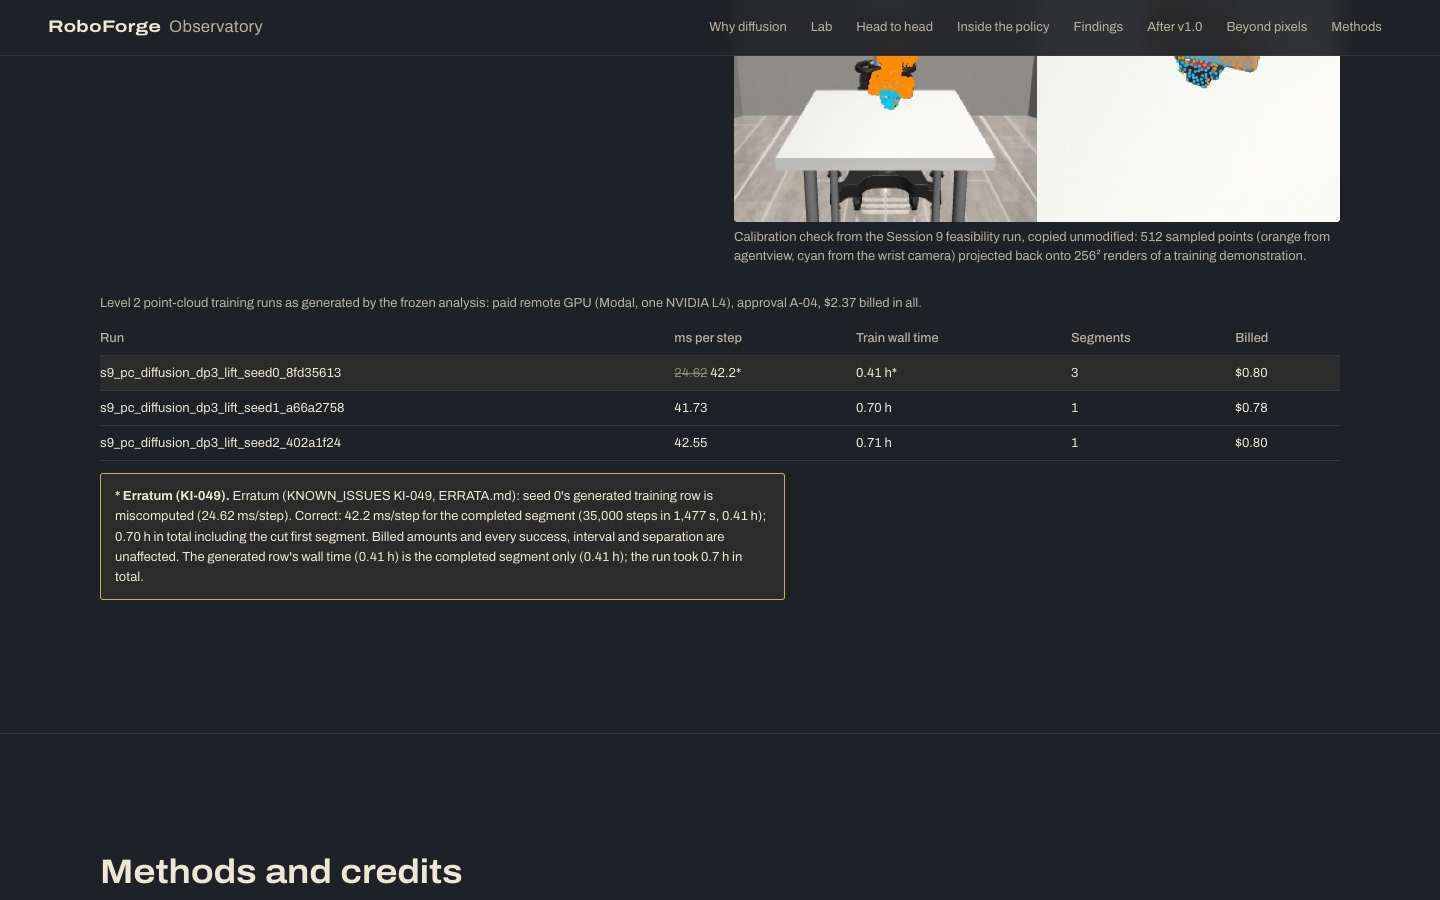 RoboForge Observatory
Why diffusion Lab Head to head Inside the policy Findings After v1.0 Beyond pixels Methods
Calibration check from the Session 9 feasibility run, copied unmodified: 512 sampled points (orange from
agentview, cyan from the wrist camera) projected back onto 256² renders of a training demonstration.
Level 2 point-cloud training runs as generated by the frozen analysis: paid remote GPU (Modal, one NVIDIA L4), approval A-04, $2.37 billed in all.
Run ms per step Train wall time Segments Billed
s9_pc_diffusion_dp3_lift_seed0_8fd35613 24.62 42.2* 0.41 h* 3 $0.80
s9_pc_diffusion_dp3_lift_seed1_a66a2758 41.73 0.70 h 1 $0.78
s9_pc_diffusion_dp3_lift_seed2_402a1f24 42.55 0.71 h 1 $0.80
* Erratum (KI-049). Erratum (KNOWN_ISSUES KI-049, ERRATA.md): seed 0's generated training row is
miscomputed (24.62 ms/step). Correct: 42.2 ms/step for the completed segment (35,000 steps in 1,477 s, 0.41 h);
0.70 h in total including the cut first segment. Billed amounts and every success, interval and separation are
unaffected. The generated row's wall time (0.41 h) is the completed segment only (0.41 h); the run took 0.7 h in
total.
Methods and credits